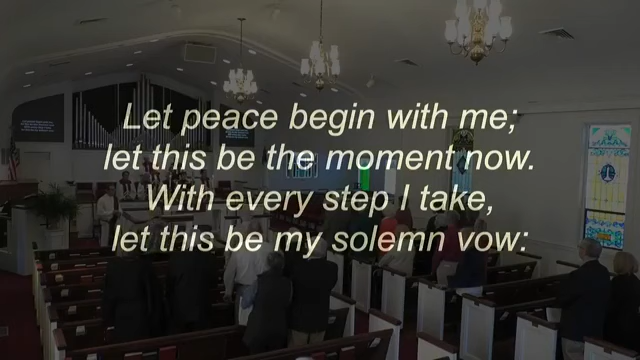 Let peace begin with me;
let this be the moment now.
With every step I take,
let this be my solemn vow: